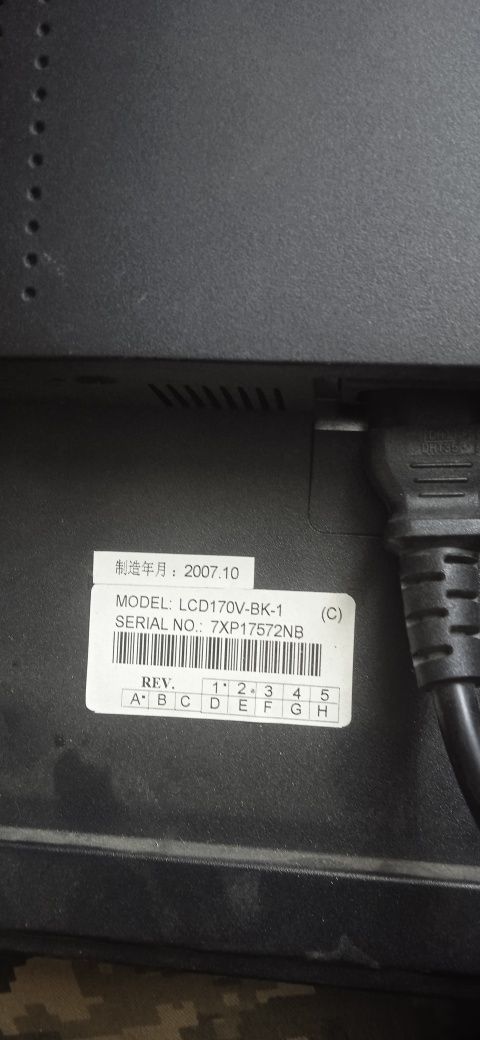 制造年月：2007.10
MODEL: LCD170V-BK-1 (C)
SERIAL NO.: 7XP17572NB
REV. 1 2 3 4 5
A B C D E F G H